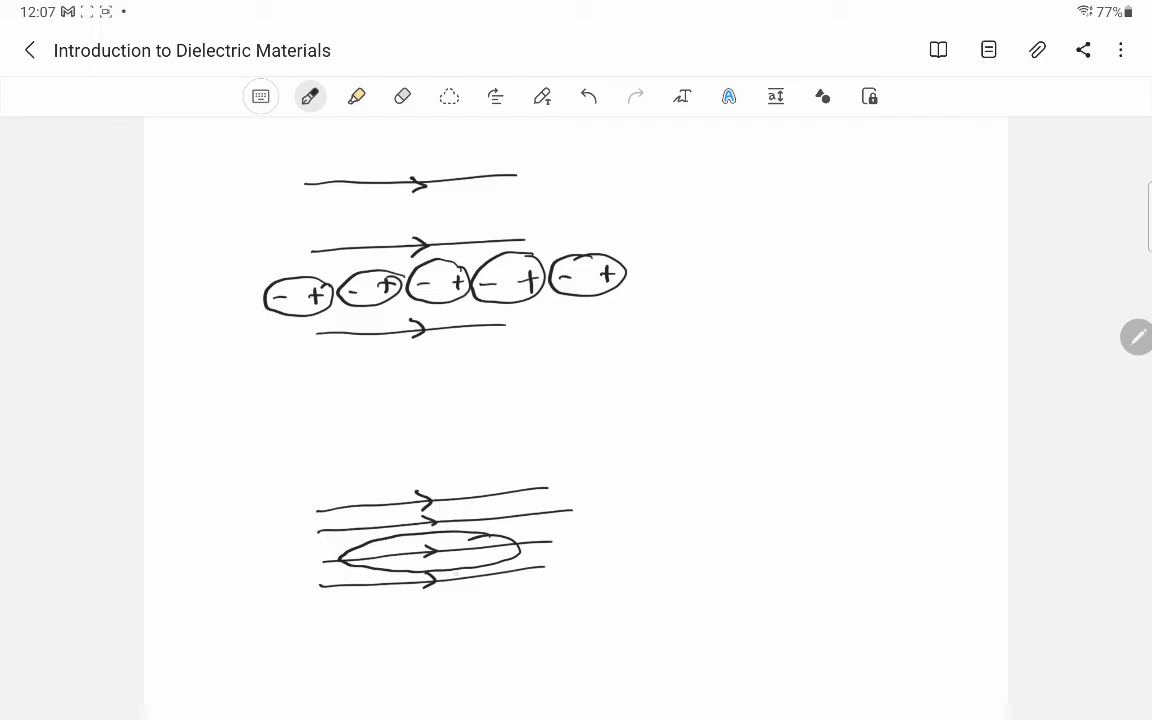 12:07 77%
Introduction to Dielectric Materials
- + - + - + - + - +